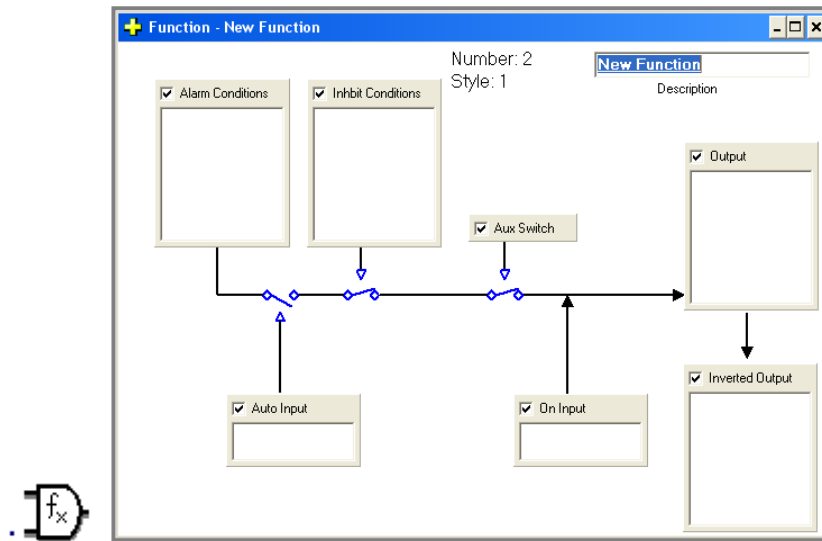 Function - New Function
Number: 2
Style: 1
New Function
Description
Alarm Conditions
Inhbit Conditions
Output
Aux Switch
Auto Input
On Input
Inverted Output
fx